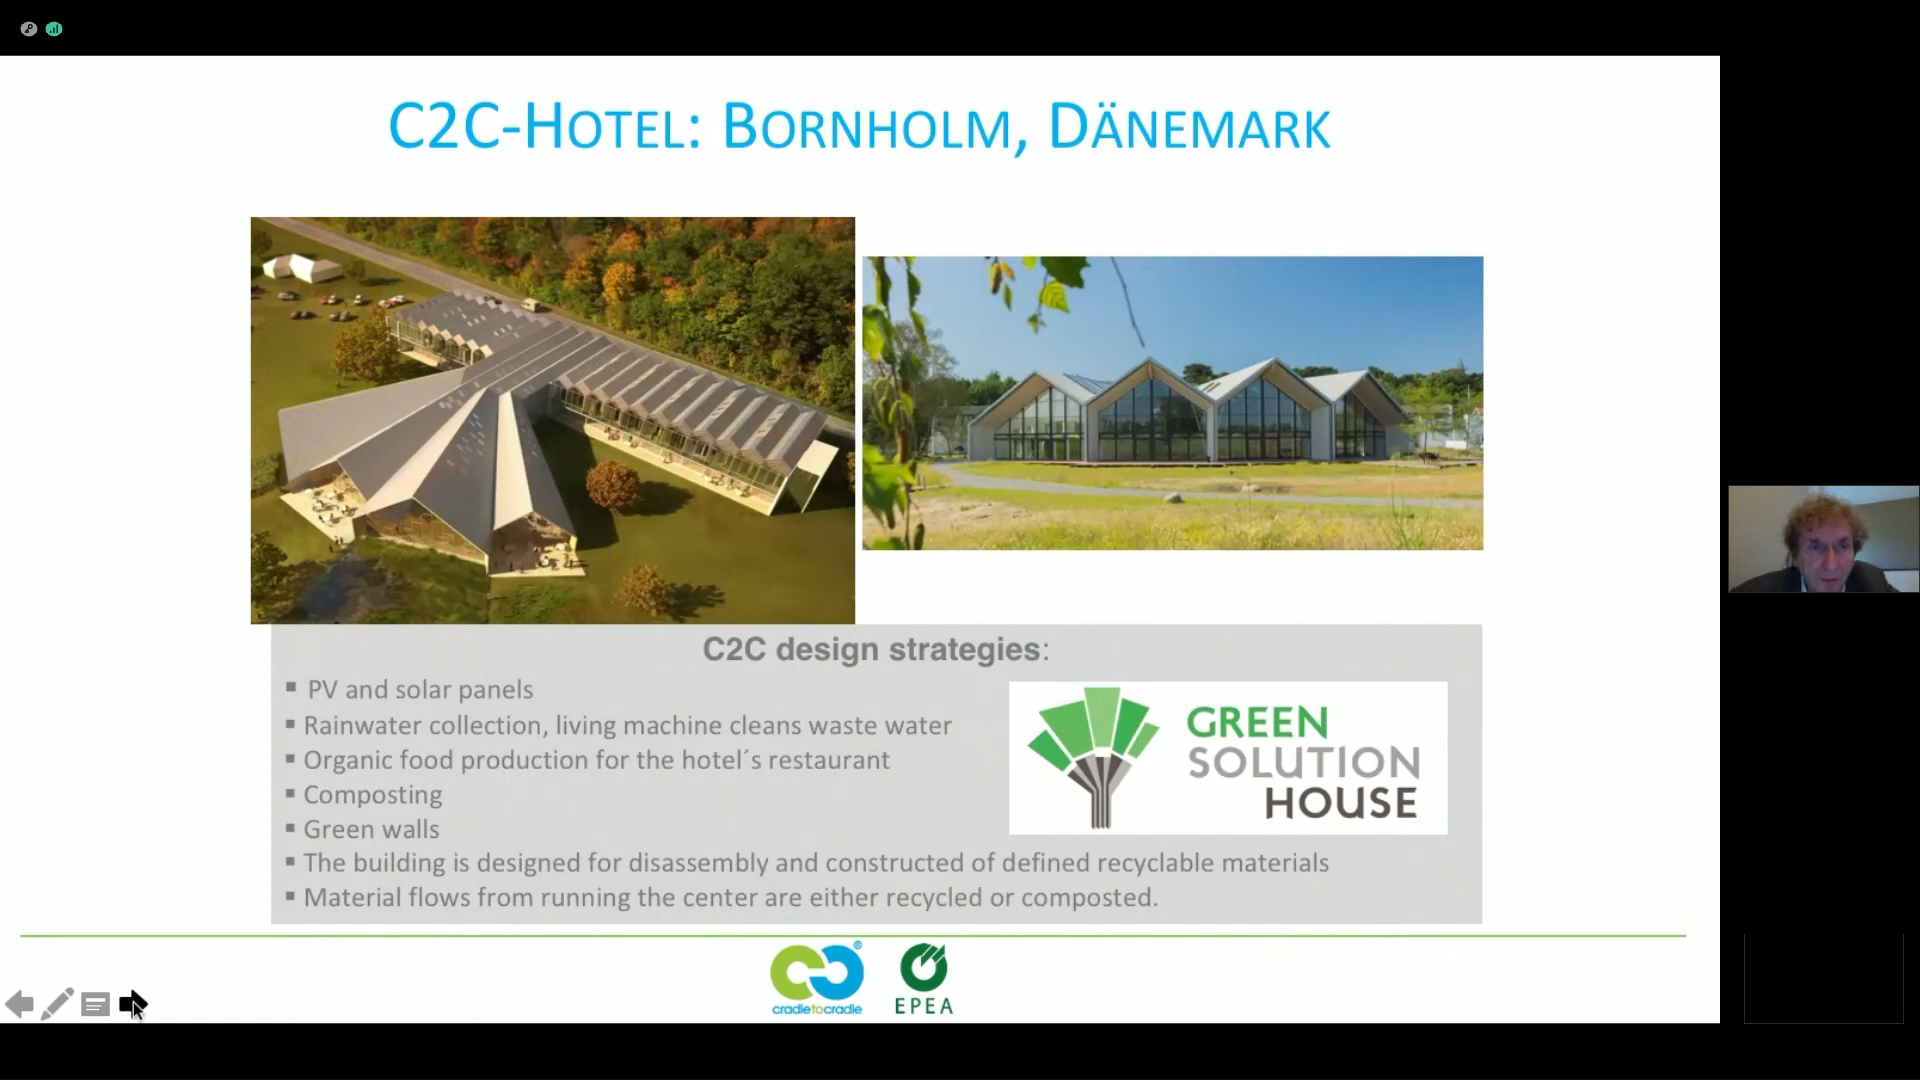 C2C-HOTEL: BORNHOLM, DÄNEMARK
C2C design strategies:
▪ PV and solar panels
▪ Rainwater collection, living machine cleans waste water
▪ Organic food production for the hotel´s restaurant
▪ Composting
▪ Green walls
▪ The building is designed for disassembly and constructed of defined recyclable materials
▪ Material flows from running the center are either recycled or composted.
GREEN
SOLUTION
HOUSE
®
cradletocradle
EPEA